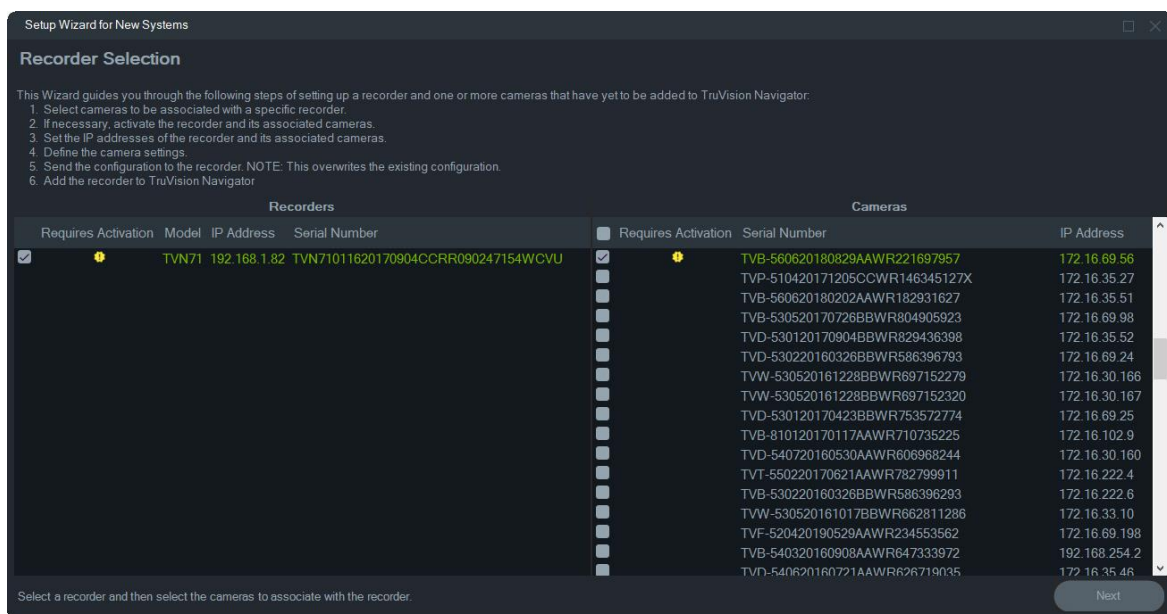 Setup Wizard for New Systems
Recorder Selection
This Wizard guides you through the following steps of setting up a recorder and one or more cameras that have yet to be added to TruVision Navigator:
1. Select cameras to be associated with a specific recorder.
2. If necessary, activate the recorder and its associated cameras.
3. Set the IP addresses of the recorder and its associated cameras.
4. Define the camera settings.
5. Send the configuration to the recorder. NOTE: This overwrites the existing configuration.
6. Add the recorder to TruVision Navigator
Recorders Cameras
Requires Activation Model IP Address Serial Number Requires Activation Serial Number IP Address
TVN71 192.168.1.82 TVN71011620170904CCRR090247154WCVU TVB-560620180829AAWR221697957 172.16.69.56
TVP-510420171205CCWR146345127X 172.16.35.27
TVB-560620180202AAWR182931627 172.16.35.51
TVB-530520170726BBWR804905923 172.16.69.98
TVD-530120170904BBWR829436398 172.16.35.52
TVD-530220160326BBWR586396793 172.16.69.24
TVW-530520161228BBWR697152279 172.16.30.166
TVW-530520161228BBWR697152320 172.16.30.167
TVD-530120170423BBWR753572774 172.16.69.25
TVB-810120170117AAWR710735225 172.16.102.9
TVD-540720160530AAWR606968244 172.16.30.160
TVT-550220170621AAWR782799911 172.16.222.4
TVB-530220160326BBWR586396293 172.16.222.6
TVW-530520161017BBWR662811286 172.16.33.10
TVF-520420190529AAWR234553562 172.16.69.198
TVB-540320160908AAWR647333972 192.168.254.2
TVD-540620160721AAWR626719035 172.16.35.46
Select a recorder and then select the cameras to associate with the recorder. Next